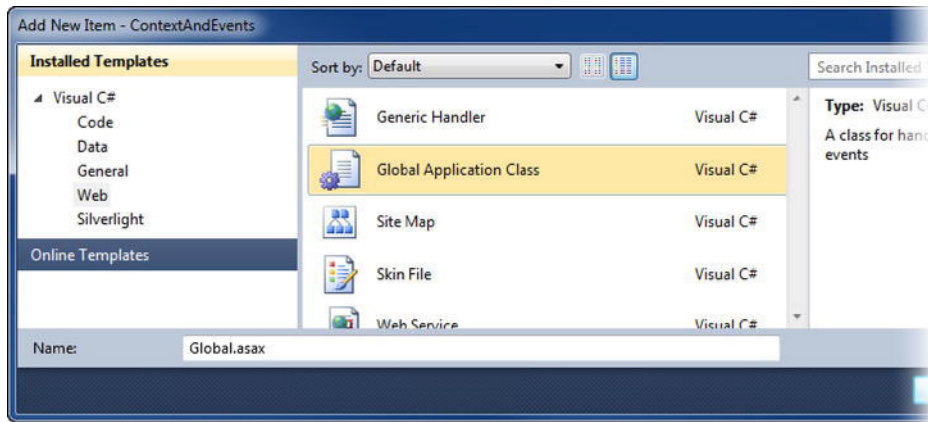 Add New Item - ContextAndEvents
Installed Templates
Visual C#
Code
Data
General
Web
Silverlight
Online Templates
Sort by: Default
Search Installed
Generic Handler Visual C#
Global Application Class Visual C#
Site Map Visual C#
Skin File Visual C#
Web Service Visual C#
Type: Visual
A class for
events
Name: Global.asax